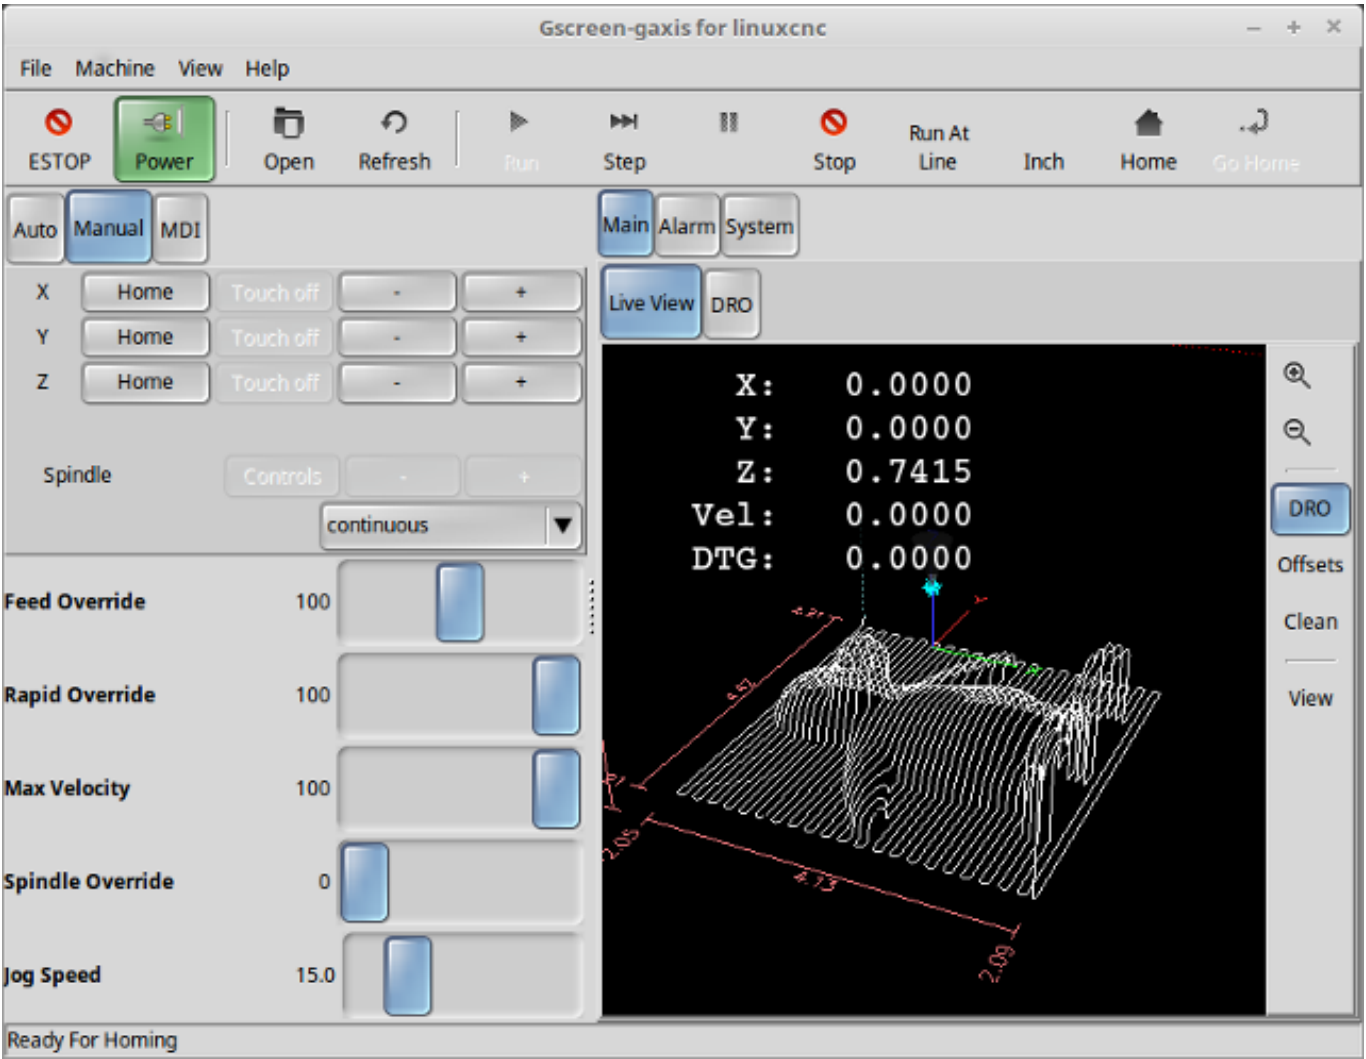 Gscreen-gaxis for linuxcnc
File Machine View Help
ESTOP Power Open Refresh Run Step Stop Run At Line Inch Home Go Home
Auto Manual MDI
X Home Touch off - +
Y Home Touch off - +
Z Home Touch off - +
Spindle Controls - +
continuous
Feed Override 100
Rapid Override 100
Max Velocity 100
Spindle Override 0
Jog Speed 15.0
Main Alarm System
Live View DRO
X: 0.0000
Y: 0.0000
Z: 0.7415
Vel: 0.0000
DTG: 0.0000
2.05
4.13
2.09
DRO
Offsets
Clean
View
Ready For Homing